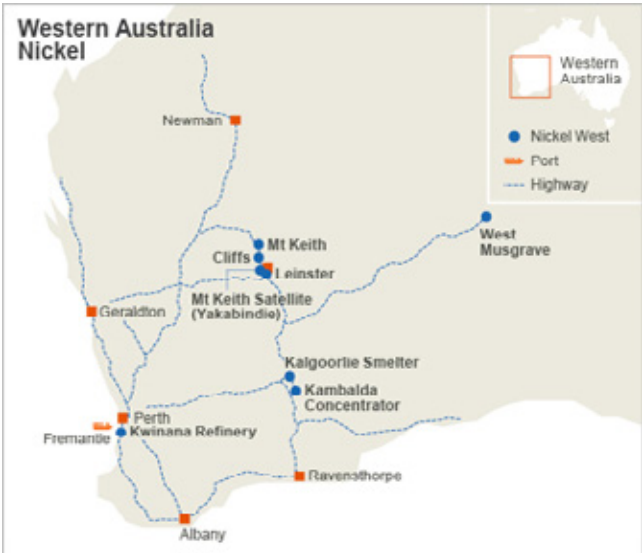 Western Australia
Nickel
Western
Australia
Nickel West
Port
Highway
Newman
West
Musgrave
Mt Keith
Cliffs
Leinster
Mt Keith Satellite
(Yakabindie)
Geraldton
Kalgoorlie Smelter
Kambalda
Concentrator
Perth
Fremantle
Kwinana Refinery
Ravensthorpe
Albany